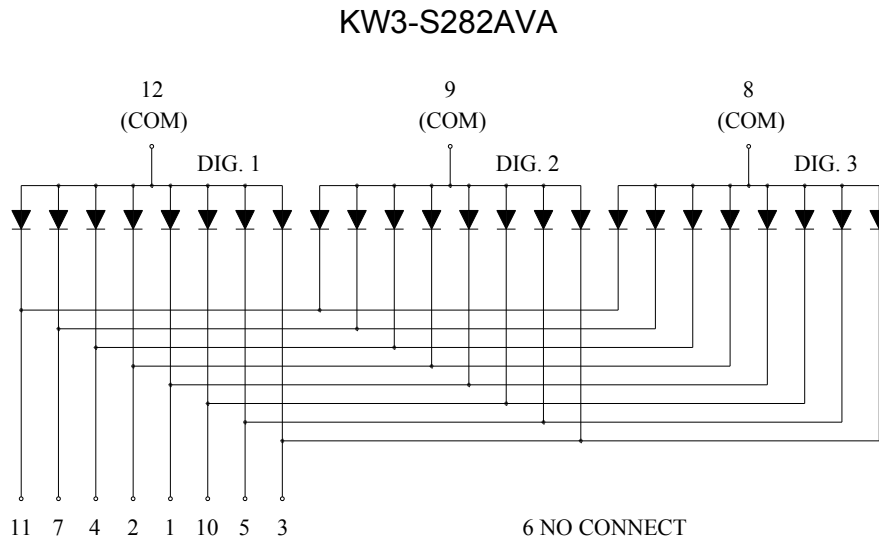 KW3-S282AVA
12 9 8
(COM) (COM) (COM)
DIG. 1 DIG. 2 DIG. 3
11 7 4 2 1 10 5 3 6 NO CONNECT